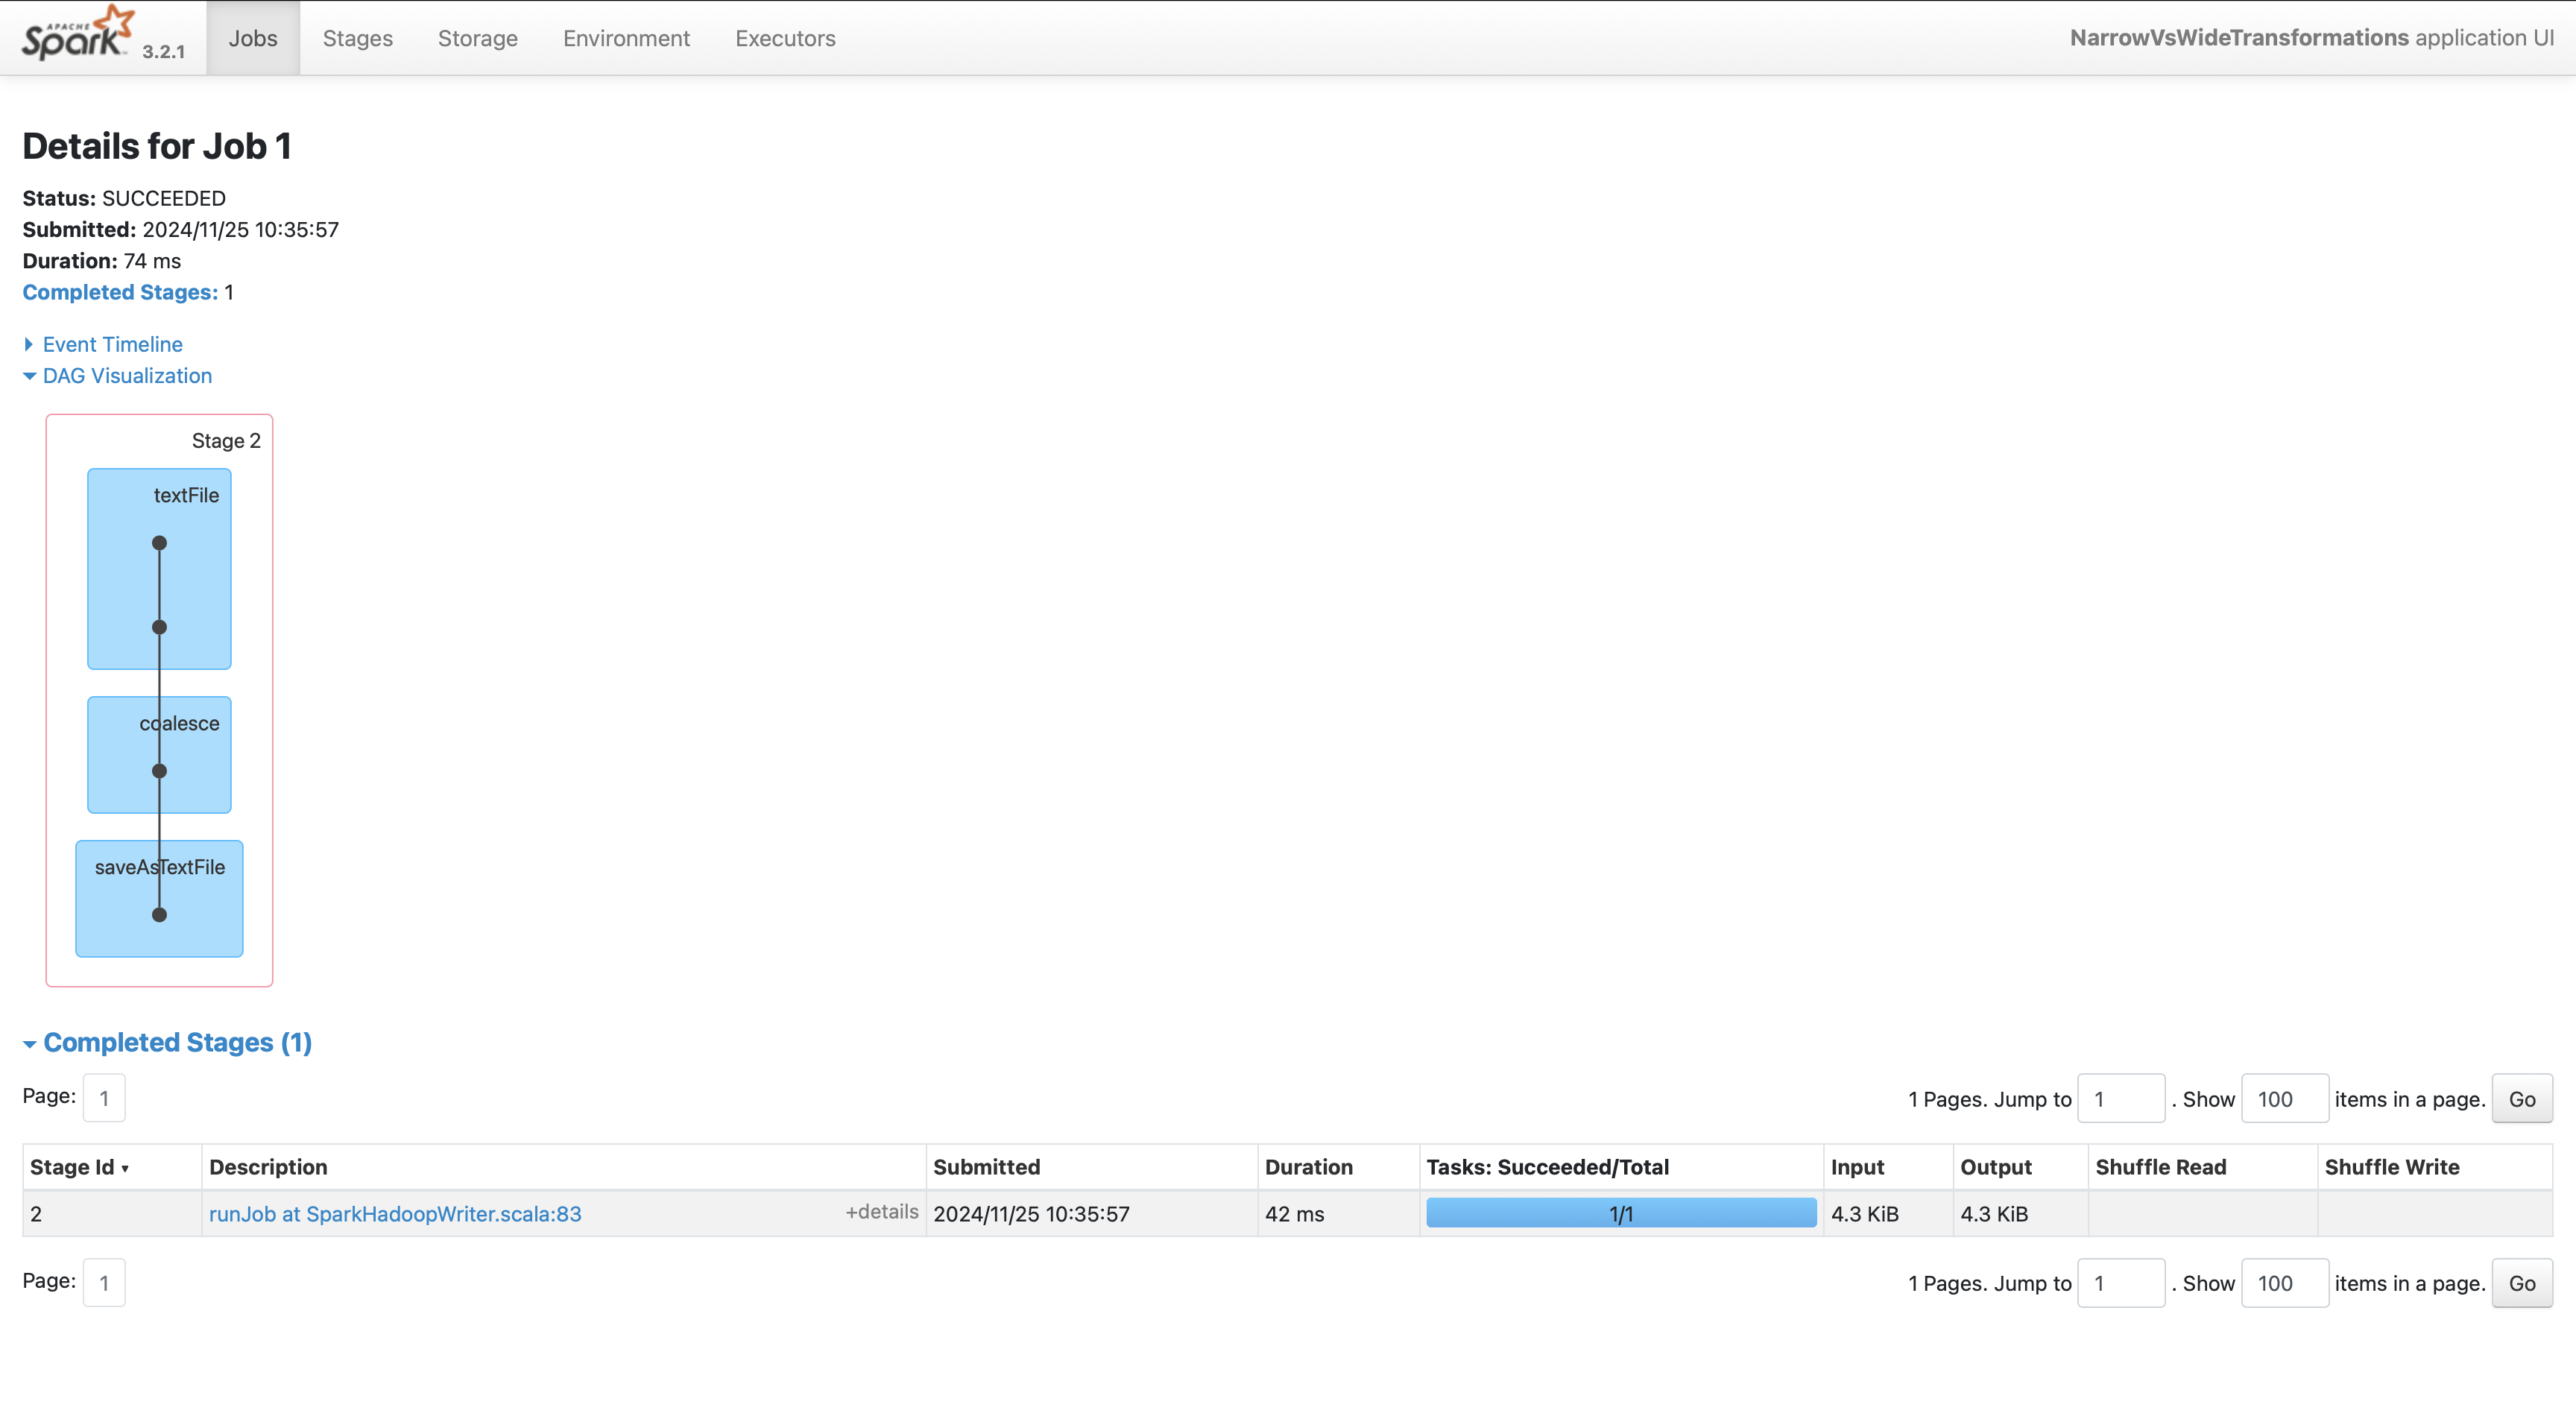 APACHE Spark 3.2.1 Jobs Stages Storage Environment Executors NarrowVsWideTransformations application UI
Details for Job 1
Status: SUCCEEDED
Submitted: 2024/11/25 10:35:57
Duration: 74 ms
Completed Stages: 1
Event Timeline
DAG Visualization
Stage 2
textFile
coalesce
saveAsTextFile
Completed Stages (1)
Page: 1 1 Pages. Jump to 1 . Show 100 items in a page. Go
Stage Id ▾ Description Submitted Duration Tasks: Succeeded/Total Input Output Shuffle Read Shuffle Write
2 runJob at SparkHadoopWriter.scala:83 +details 2024/11/25 10:35:57 42 ms 1/1 4.3 KiB 4.3 KiB
Page: 1 1 Pages. Jump to 1 . Show 100 items in a page. Go